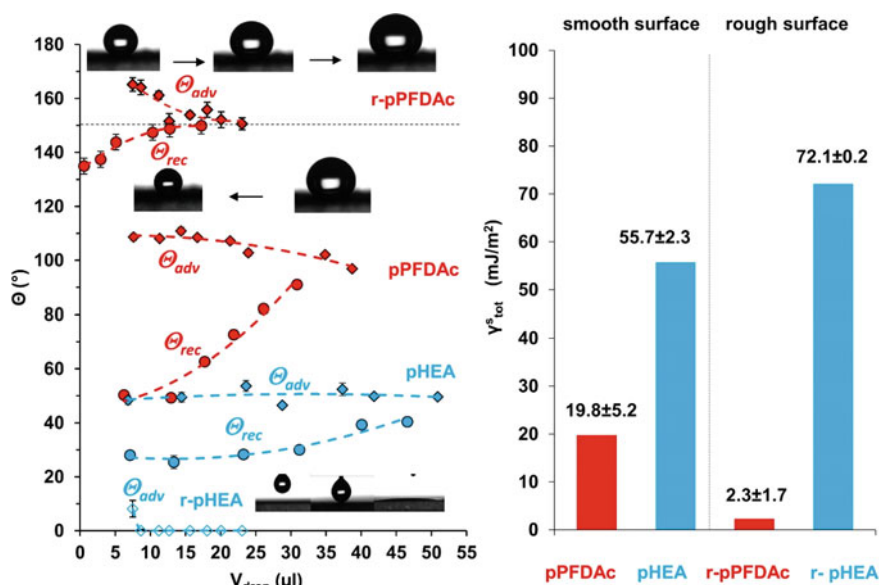 smooth surface rough surface
180
160
140
120
100
80
60
40
20
0
Θ (°)
Θadv
r-pPFDAc
Θrec
Θadv
pPFDAc
Θrec
pHEA
Θadv
Θrec
Θadv
r-pHEA
0 5 10 15 20 25 30 35 40 45 50 55
Vdrop (μl)
100
90
80
70
60
50
40
30
20
10
0
γˢtot (mJ/m²)
19.8±5.2
55.7±2.3
2.3±1.7
72.1±0.2
pPFDAc pHEA r-pPFDAc r- pHEA